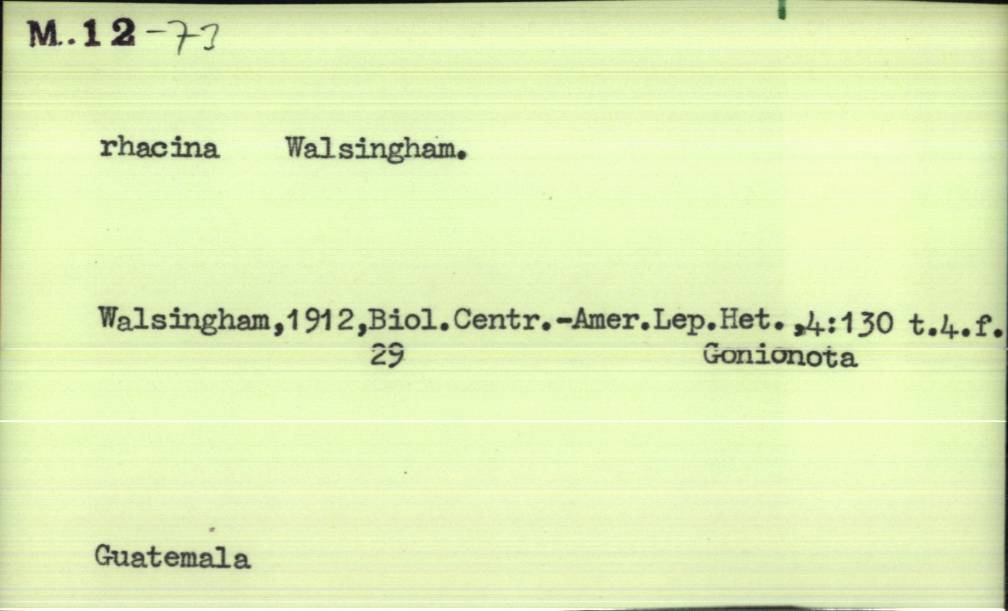 M.12-73
rhacina Walsingham.
Walsingham,1912,Biol.Centr.-Amer.Lep.Het.,4:130 t.4.f.
29 Gonionota
Guatemala